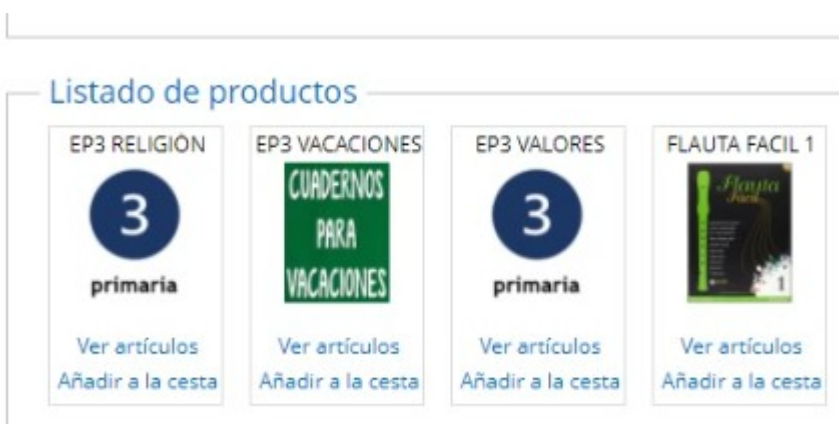 Listado de productos
EP3 RELIGIÓN
3
primaria
Ver artículos
Añadir a la cesta
EP3 VACACIONES
CUADERNOS
PARA
VACACIONES
Ver artículos
Añadir a la cesta
EP3 VALORES
3
primaria
Ver artículos
Añadir a la cesta
FLAUTA FACIL 1
Flauta
Facil
1
Ver artículos
Añadir a la cesta